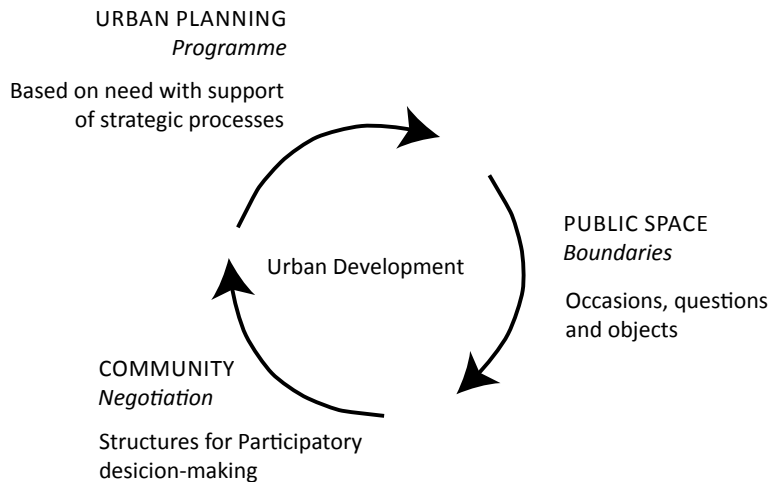 URBAN PLANNING
Programme
Based on need with support
of strategic processes
Urban Development
PUBLIC SPACE
Boundaries
Occasions, questions
and objects
COMMUNITY
Negotiation
Structures for Participatory
desicion-making